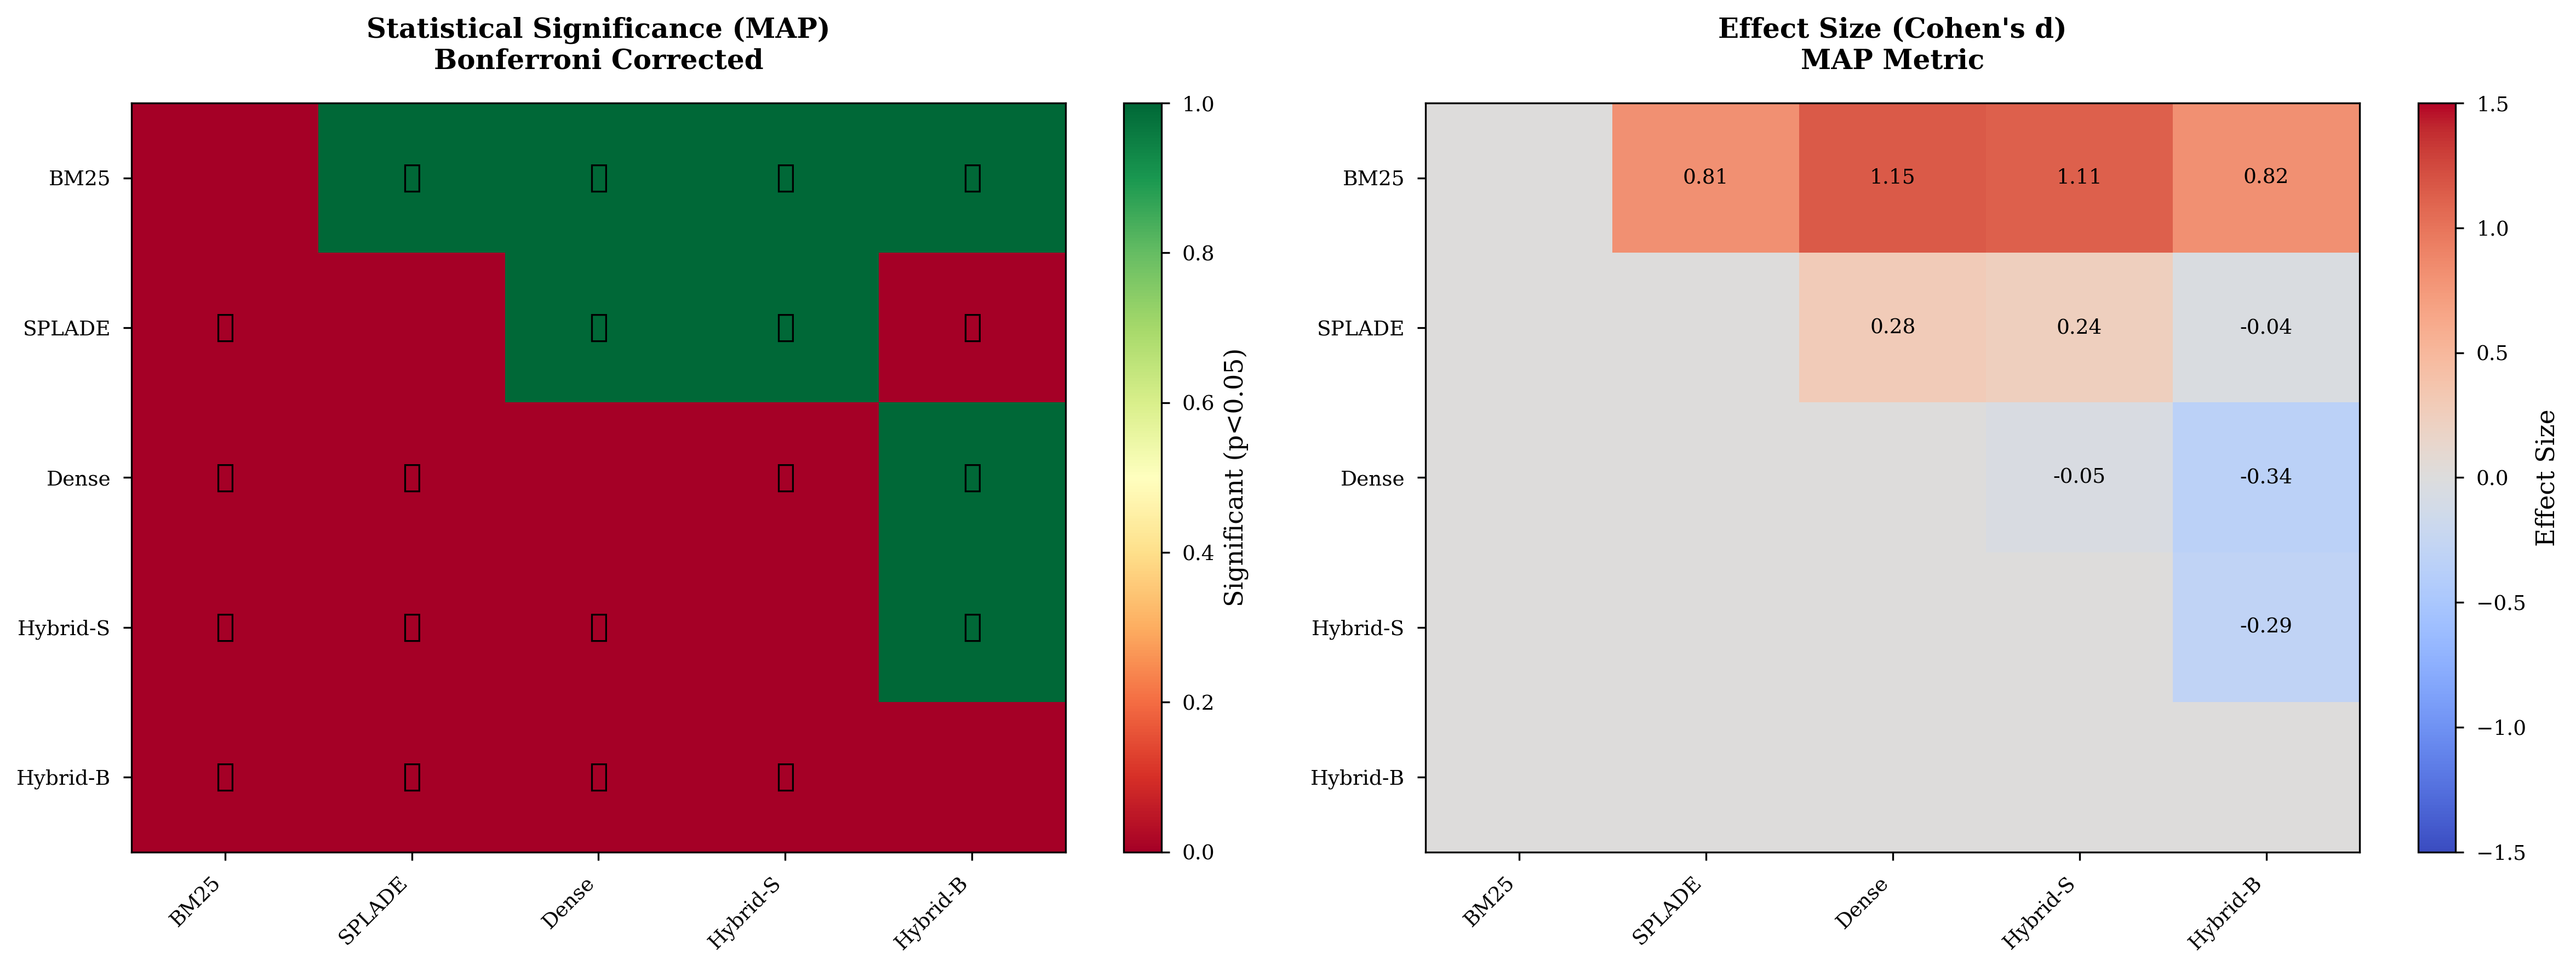 Statistical Significance (MAP)
Bonferroni Corrected
BM25
SPLADE
Dense
Hybrid-S
Hybrid-B
BM25
SPLADE
Dense
Hybrid-S
Hybrid-B
1.0
0.8
0.6
0.4
0.2
0.0
Significant (p<0.05)
Effect Size (Cohen's d)
MAP Metric
BM25
0.81
1.15
1.11
0.82
SPLADE
0.28
0.24
-0.04
Dense
-0.05
-0.34
Hybrid-S
-0.29
Hybrid-B
BM25
SPLADE
Dense
Hybrid-S
Hybrid-B
1.5
1.0
0.5
0.0
−0.5
−1.0
−1.5
Effect Size